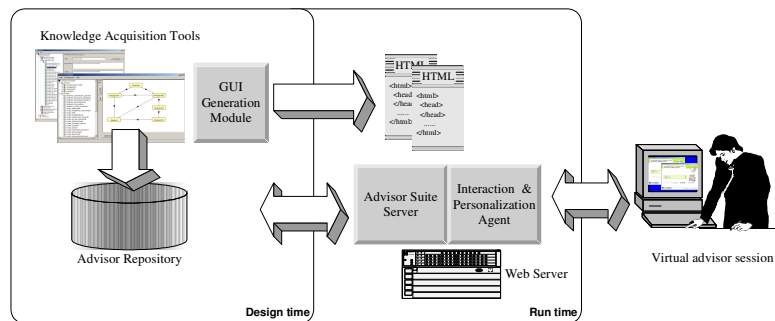 Knowledge Acquisition Tools
GUI
Generation
Module
HTML
<html>
<head
</head
......
</html
HTML
<html>
<head>
</head>
......
</html>
Advisor Repository
Advisor Suite
Server
Interaction &
Personalization
Agent
Web Server
Virtual advisor session
Design time
Run time